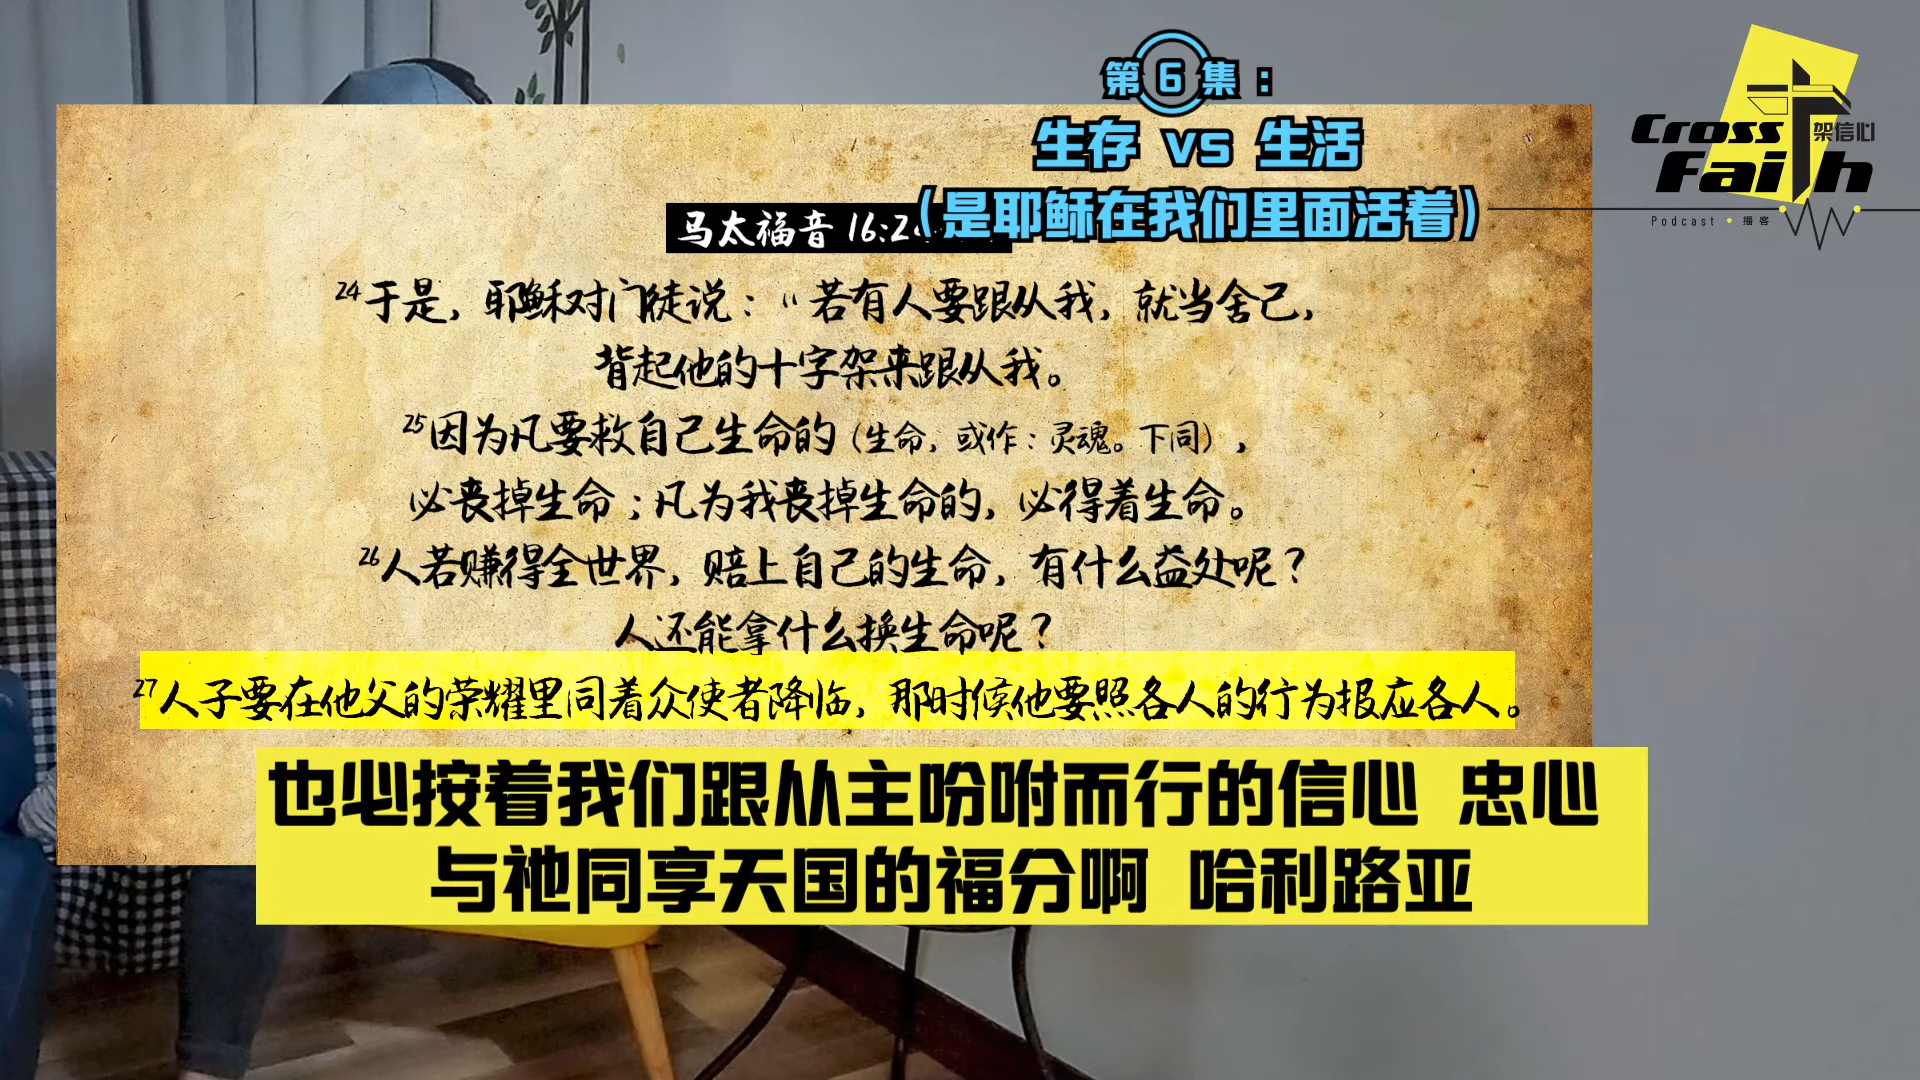 第6集：
生存 vs 生活
（是耶稣在我们里面活着）
Cross
架信心
Faith
Podcast • 播客
马太福音 16:2
24于是，耶稣对门徒说：“若有人要跟从我，就当舍己，
背起他的十字架来跟从我。
25因为凡要救自己生命的（生命，或作：灵魂。下同），
必丧掉生命；凡为我丧掉生命的，必得着生命。
26人若赚得全世界，赔上自己的生命，有什么益处呢？
人还能拿什么换生命呢？
27人子要在他父的荣耀里同着众使者降临，那时候他要照各人的行为报应各人。
也必按着我们跟从主吩咐而行的信心 忠心
与祂同享天国的福分啊 哈利路亚